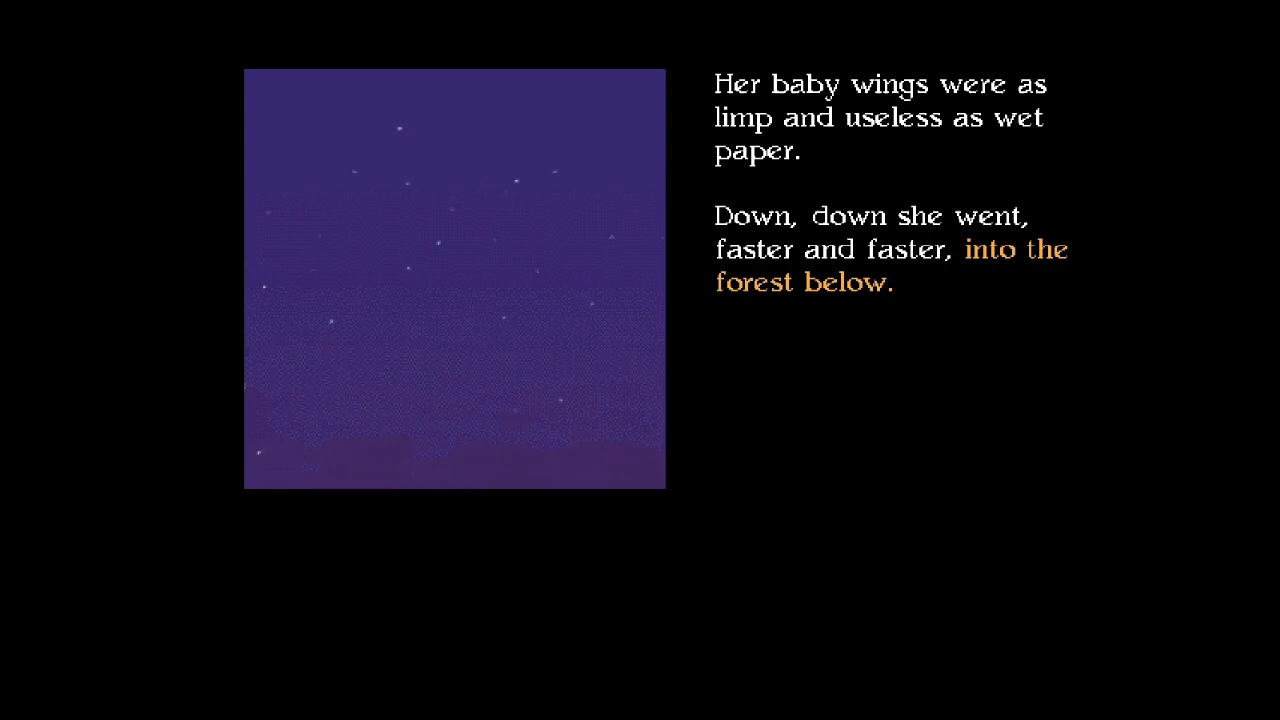 Her baby wings were as
limp and useless as wet
paper.
Down, down she went,
faster and faster, into the
forest below.